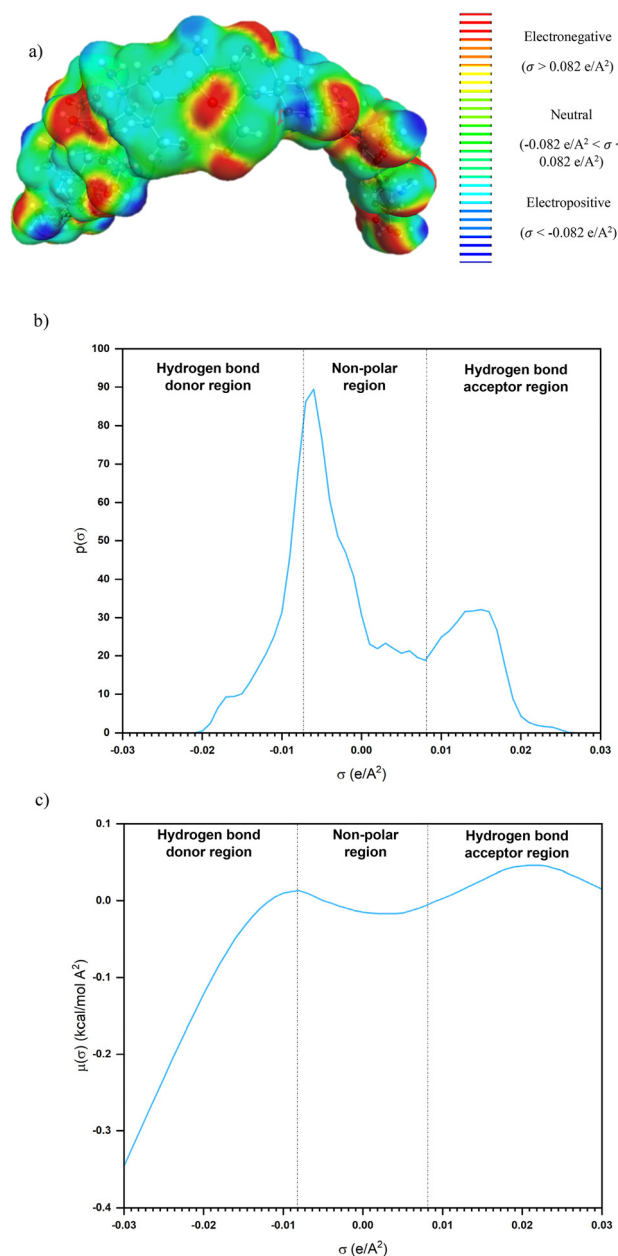 a)
Electronegative
(σ > 0.082 e/A²)
Neutral
(-0.082 e/A² < σ <
0.082 e/A²)
Electropositive
(σ < -0.082 e/A²)
b)
Hydrogen bond
donor region
Non-polar
region
Hydrogen bond
acceptor region
100
90
80
70
60
50
40
30
20
10
0
p(σ)
-0.03
-0.02
-0.01
0.00
0.01
0.02
0.03
σ (e/A²)
c)
Hydrogen bond
donor region
Non-polar
region
Hydrogen bond
acceptor region
0.1
0.0
-0.1
-0.2
-0.3
-0.4
μ(σ) (kcal/mol A²)
-0.03
-0.02
-0.01
0.00
0.01
0.02
0.03
σ (e/A²)